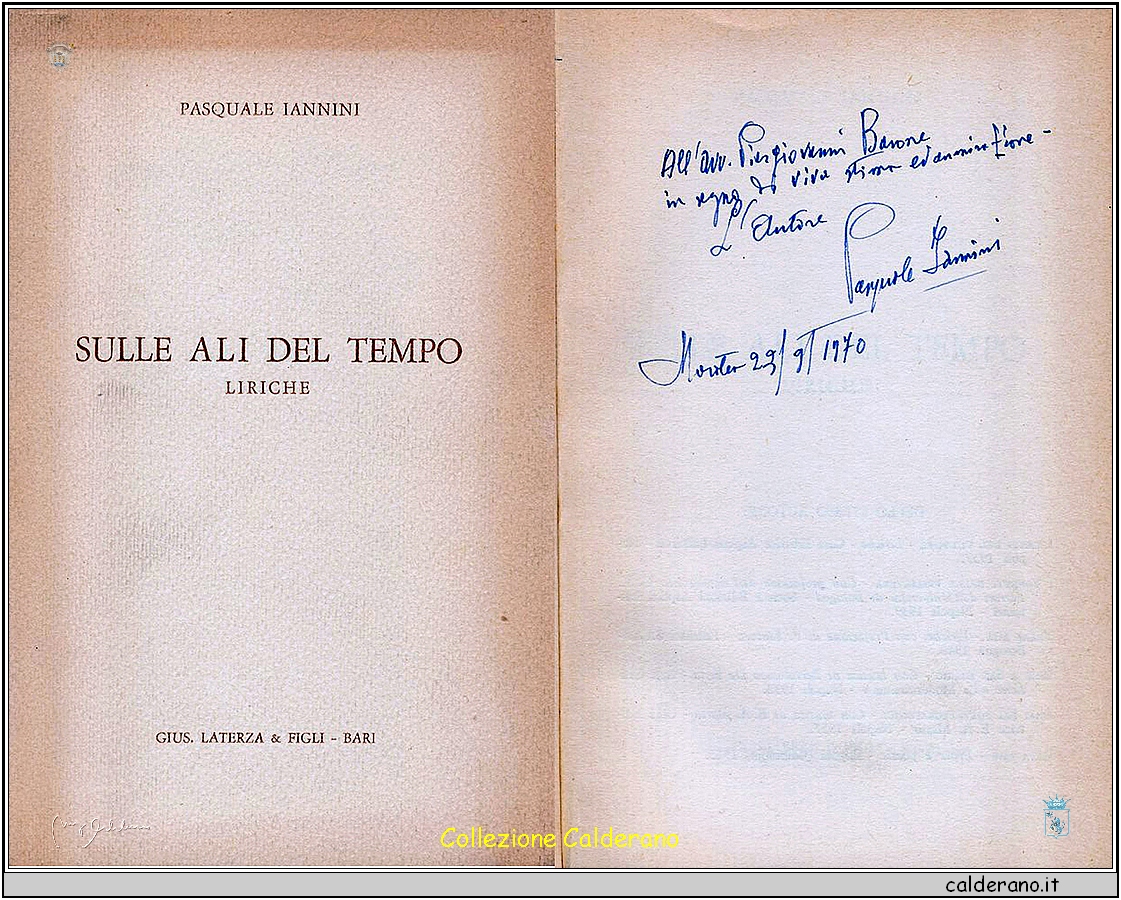 PASQUALE IANNINI
SULLE ALI DEL TEMPO
LIRICHE
GIUS. LATERZA & FIGLI - BARI
All'avv. Piergiovanni Barone
in segno di viva stima ed ammirazione -
L'Autore
Pasquale Iannini
29/9/1970
Collezione Calderano
calderano.it